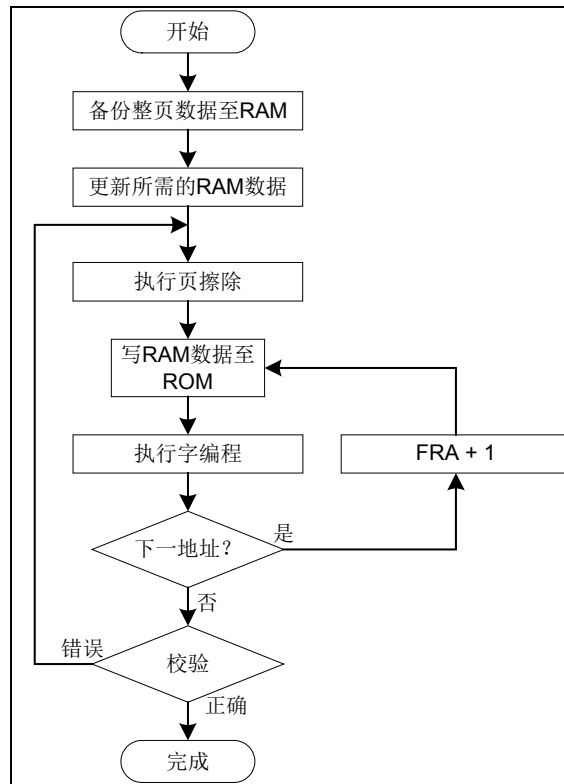 开始
备份整页数据至RAM
更新所需的RAM数据
执行页擦除
写RAM数据至
ROM
执行字编程
FRA + 1
下一地址？
是
否
错误
校验
正确
完成